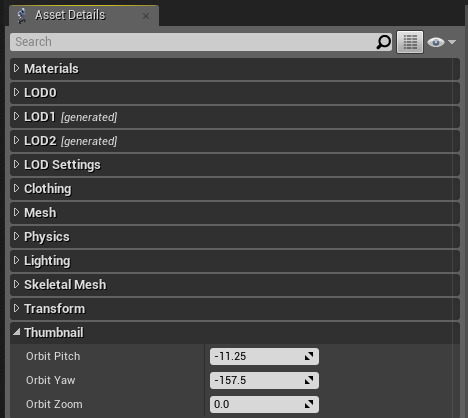 Asset Details
Search
Materials
LOD0
LOD1 [generated]
LOD2 [generated]
LOD Settings
Clothing
Mesh
Physics
Lighting
Skeletal Mesh
Transform
Thumbnail
Orbit Pitch -11.25
Orbit Yaw -157.5
Orbit Zoom 0.0